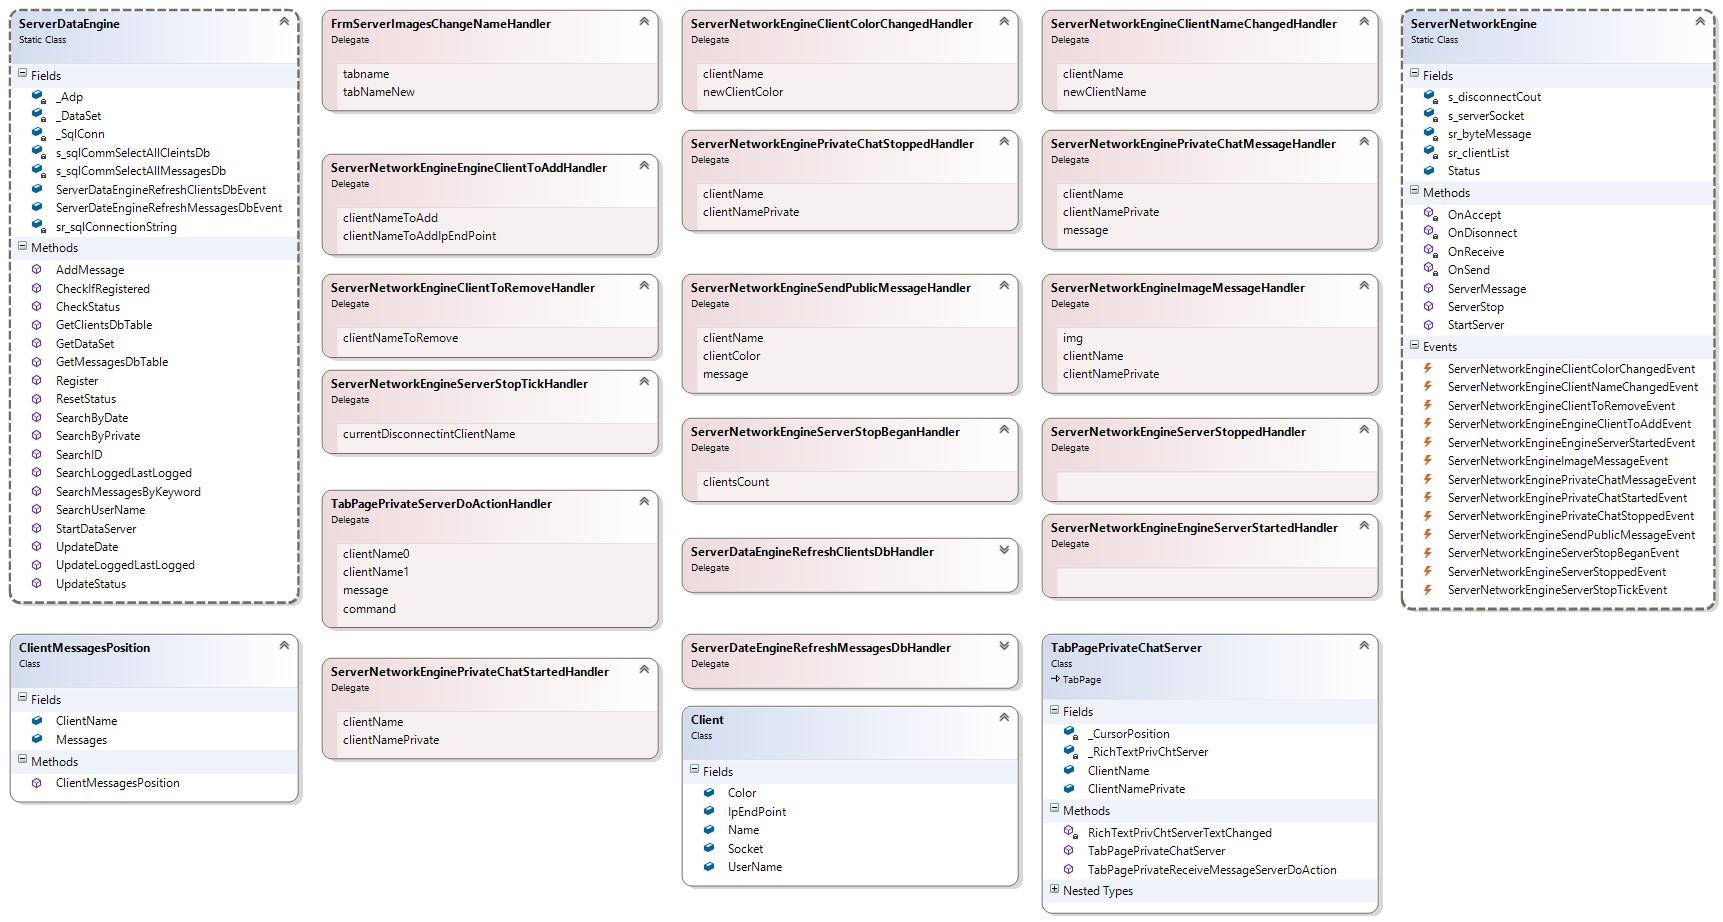 ServerDataEngine
Static Class
Fields
_Adp
_DataSet
_SqlConn
s_sqlCommSelectAllCleintsDb
s_sqlCommSelectAllMessagesDb
ServerDataEngineRefreshClientsDbEvent
ServerDateEngineRefreshMessagesDbEvent
sr_sqlConnectionString
Methods
AddMessage
CheckIfRegistered
CheckStatus
GetClientsDbTable
GetDataSet
GetMessagesDbTable
Register
ResetStatus
SearchByDate
SearchByPrivate
SearchID
SearchLoggedLastLogged
SearchMessagesByKeyword
SearchUserName
StartDataServer
UpdateDate
UpdateLoggedLastLogged
UpdateStatus
ClientMessagesPosition
Class
Fields
ClientName
Messages
Methods
ClientMessagesPosition
FrmServerImagesChangeNameHandler
Delegate
tabname
tabNameNew
ServerNetworkEngineEngineClientToAddHandler
Delegate
clientNameToAdd
clientNameToAddIpEndPoint
ServerNetworkEngineClientToRemoveHandler
Delegate
clientNameToRemove
ServerNetworkEngineServerStopTickHandler
Delegate
currentDisconnectintClientName
TabPagePrivateServerDoActionHandler
Delegate
clientName0
clientName1
message
command
ServerNetworkEnginePrivateChatStartedHandler
Delegate
clientName
clientNamePrivate
ServerNetworkEngineClientColorChangedHandler
Delegate
clientName
newClientColor
ServerNetworkEnginePrivateChatStoppedHandler
Delegate
clientName
clientNamePrivate
ServerNetworkEngineSendPublicMessageHandler
Delegate
clientName
clientColor
message
ServerNetworkEngineServerStopBeganHandler
Delegate
clientsCount
ServerDataEngineRefreshClientsDbHandler
Delegate
ServerDateEngineRefreshMessagesDbHandler
Delegate
Client
Class
Fields
Color
IpEndPoint
Name
Socket
UserName
ServerNetworkEngineClientNameChangedHandler
Delegate
clientName
newClientName
ServerNetworkEnginePrivateChatMessageHandler
Delegate
clientName
clientNamePrivate
message
ServerNetworkEngineImageMessageHandler
Delegate
img
clientName
clientNamePrivate
ServerNetworkEngineServerStoppedHandler
Delegate
ServerNetworkEngineEngineServerStartedHandler
Delegate
TabPagePrivateChatServer
Class
TabPage
Fields
_CursorPosition
_RichTextPrivChtServer
ClientName
ClientNamePrivate
Methods
RichTextPrivChtServerTextChanged
TabPagePrivateChatServer
TabPagePrivateReceiveMessageServerDoAction
Nested Types
ServerNetworkEngine
Static Class
Fields
s_disconnectCout
s_serverSocket
sr_byteMessage
sr_clientList
Status
Methods
OnAccept
OnDisonnect
OnReceive
OnSend
ServerMessage
ServerStop
StartServer
Events
ServerNetworkEngineClientColorChangedEvent
ServerNetworkEngineClientNameChangedEvent
ServerNetworkEngineClientToRemoveEvent
ServerNetworkEngineEngineClientToAddEvent
ServerNetworkEngineEngineServerStartedEvent
ServerNetworkEngineImageMessageEvent
ServerNetworkEnginePrivateChatMessageEvent
ServerNetworkEnginePrivateChatStartedEvent
ServerNetworkEnginePrivateChatStoppedEvent
ServerNetworkEngineSendPublicMessageEvent
ServerNetworkEngineServerStopBeganEvent
ServerNetworkEngineServerStoppedEvent
ServerNetworkEngineServerStopTickEvent